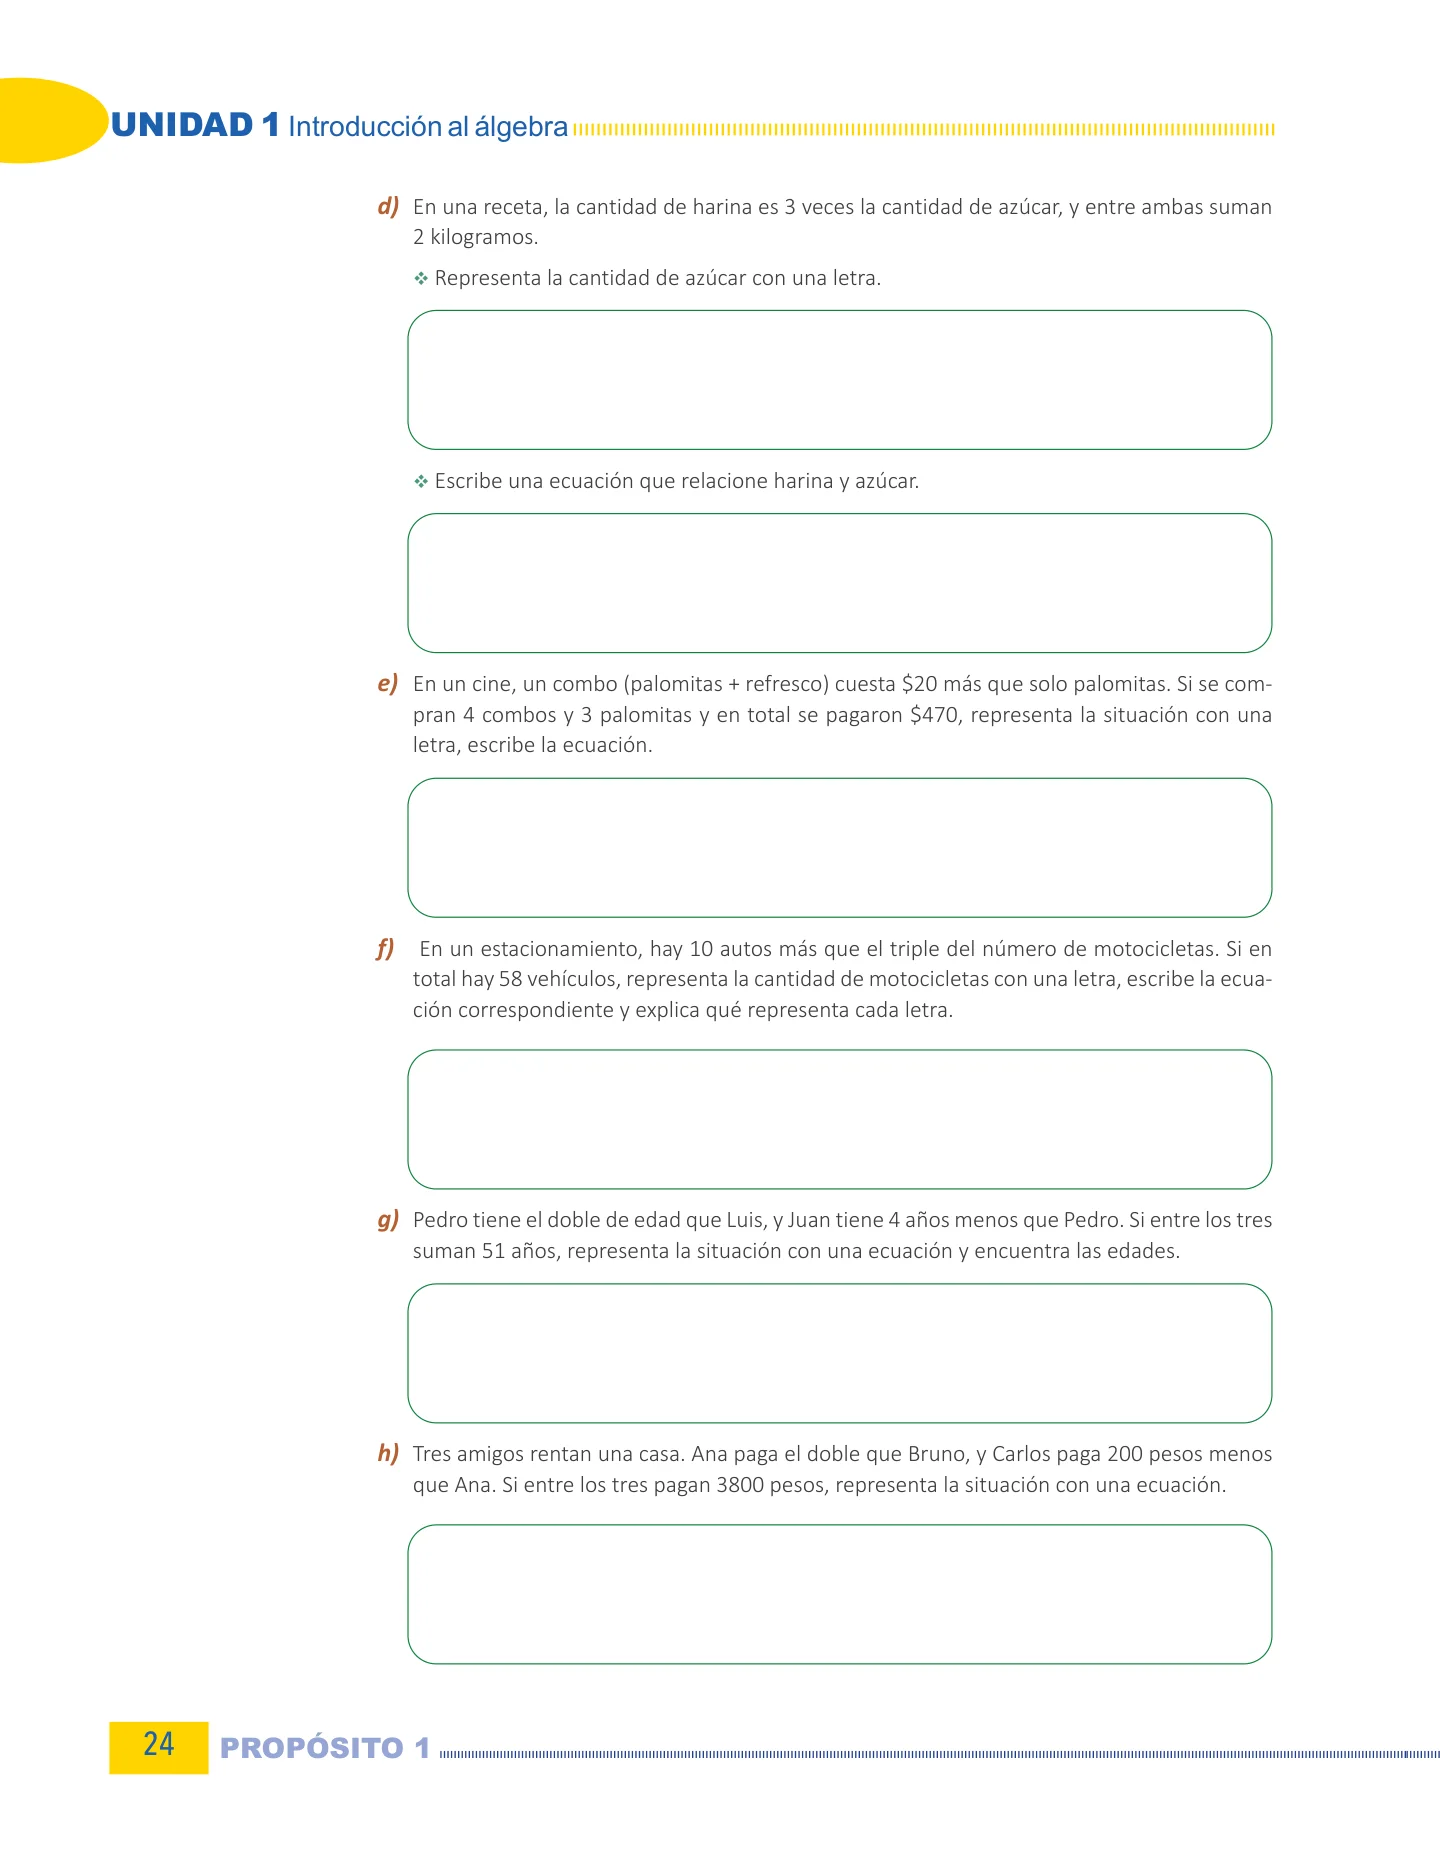 UNIDAD 1 Introducción al álgebra
d) En una receta, la cantidad de harina es 3 veces la cantidad de azúcar, y entre ambas suman
2 kilogramos.
❖ Representa la cantidad de azúcar con una letra.
❖ Escribe una ecuación que relacione harina y azúcar.
e) En un cine, un combo (palomitas + refresco) cuesta $20 más que solo palomitas. Si se com-
pran 4 combos y 3 palomitas y en total se pagaron $470, representa la situación con una
letra, escribe la ecuación.
f) En un estacionamiento, hay 10 autos más que el triple del número de motocicletas. Si en
total hay 58 vehículos, representa la cantidad de motocicletas con una letra, escribe la ecua-
ción correspondiente y explica qué representa cada letra.
g) Pedro tiene el doble de edad que Luis, y Juan tiene 4 años menos que Pedro. Si entre los tres
suman 51 años, representa la situación con una ecuación y encuentra las edades.
h) Tres amigos rentan una casa. Ana paga el doble que Bruno, y Carlos paga 200 pesos menos
que Ana. Si entre los tres pagan 3800 pesos, representa la situación con una ecuación.
24 PROPÓSITO 1